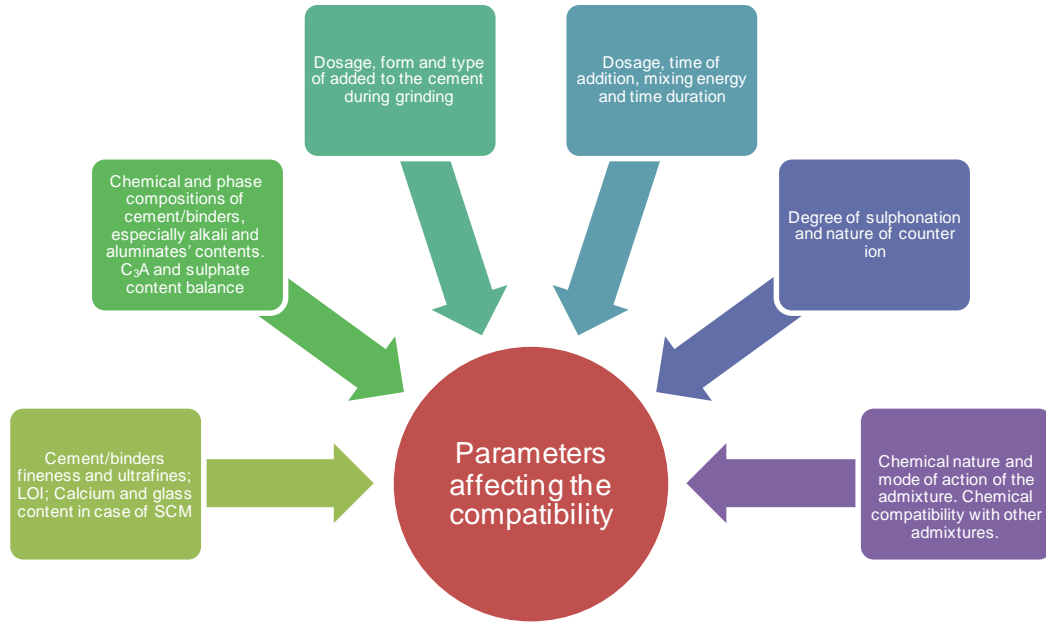 Dosage, form and type
of added to the cement
during grinding
Dosage, time of
addition, mixing energy
and time duration
Chemical and phase
compositions of
cement/binders,
especially alkali and
aluminates’ contents.
C₃A and sulphate
content balance
Degree of sulphonation
and nature of counter
ion
Cement/binders
fineness and ultrafines;
LOI; Calcium and glass
content in case of SCM
Parameters
affecting the
compatibility
Chemical nature and
mode of action of the
admixture. Chemical
compatibility with other
admixtures.